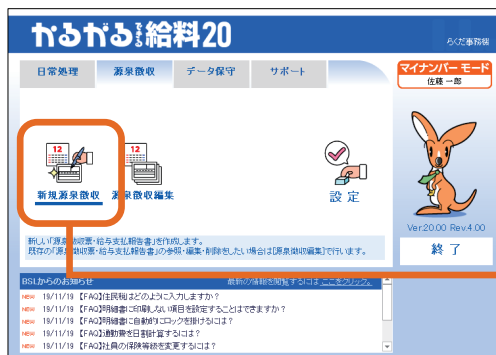 かるがるできる給料20
らくだ事務機
日常処理 源泉徴収 データ保守 サポート
マイナンバー モード
佐藤 一郎
12 12
新規源泉徴収 源泉徴収編集 設定
Ver.20.00 Rev.4.00
終了
新しい「源泉徴収票・給与支払報告書」を作成します。
既存の「源泉徴収票・給与支払報告書」の参照・編集・削除をしたい場合は[源泉徴収編集]で行います。
BSLからのお知らせ 最新の情報を閲覧するには、ここをクリック。
NEW 19/11/19 【FAQ】住民税はどのように入力しますか?
NEW 19/11/19 【FAQ】明細書に印刷しない項目を設定することはできますか?
NEW 19/11/19 【FAQ】明細書に自動的にロックを掛けるには?
NEW 19/11/19 【FAQ】通勤費を日割計算するには?
NEW 19/11/19 【FAQ】社員の保険等級を変更するには?